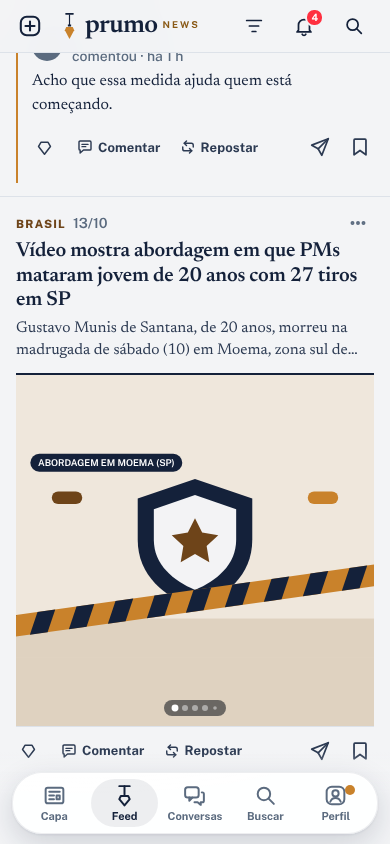 prumo NEWS
4
comentou · há 1 h
Acho que essa medida ajuda quem está
começando.
Comentar Repostar
BRASIL 13/10
Vídeo mostra abordagem em que PMs
mataram jovem de 20 anos com 27 tiros
em SP
Gustavo Munis de Santana, de 20 anos, morreu na
madrugada de sábado (10) em Moema, zona sul de...
ABORDAGEM EM MOEMA (SP)
Comentar Repostar
Capa Feed Conversas Buscar Perfil